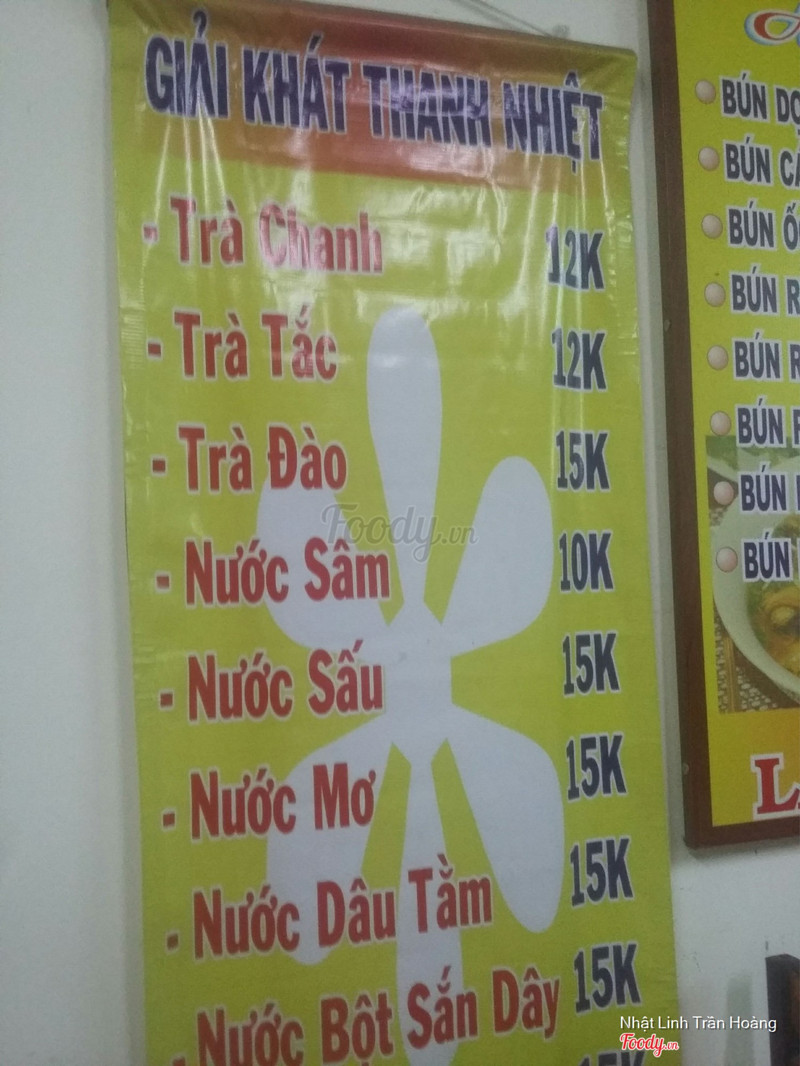 GIẢI KHÁT THANH NHIỆT
- Trà Chanh 12K
- Trà Tắc 12K
- Trà Đào 15K
- Nước Sâm 10K
- Nước Sấu 15K
- Nước Mơ 15K
- Nước Dâu Tằm 15K
- Nước Bột Sắn Dây 15K
15K
BÚN
BÚN
BÚN
BÚN
BÚN
BÚN
BÚN
BÚN
Foody.vn
Nhật Linh Trần Hoàng
Foody.vn